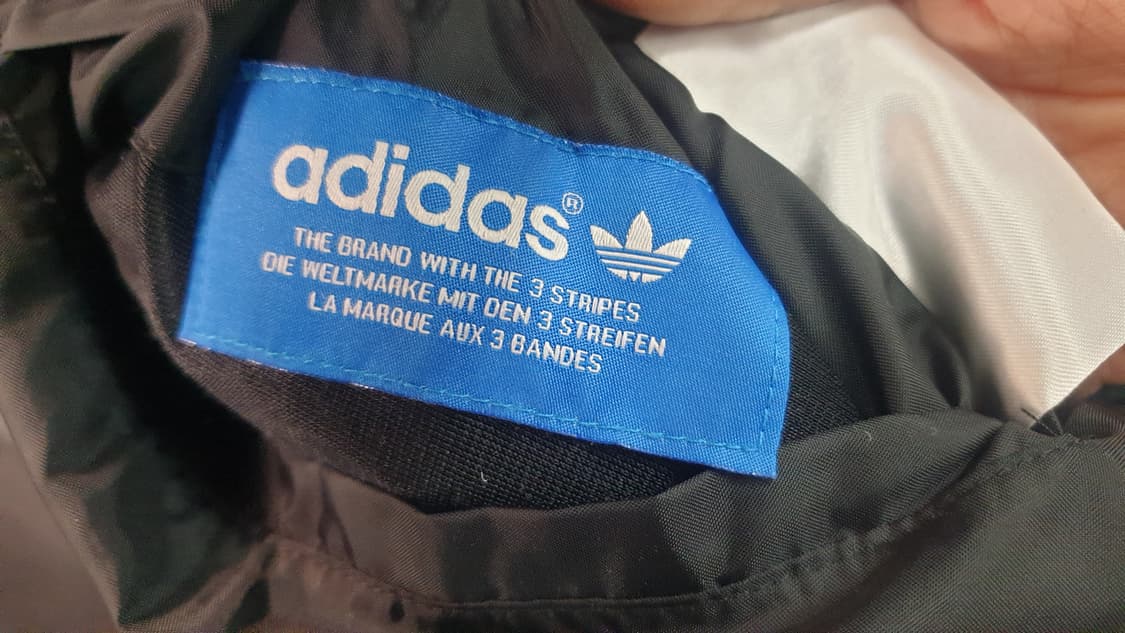 adidas®
THE BRAND WITH THE 3 STRIPES
DIE WELTMARKE MIT DEN 3 STREIFEN
LA MARQUE AUX 3 BANDES